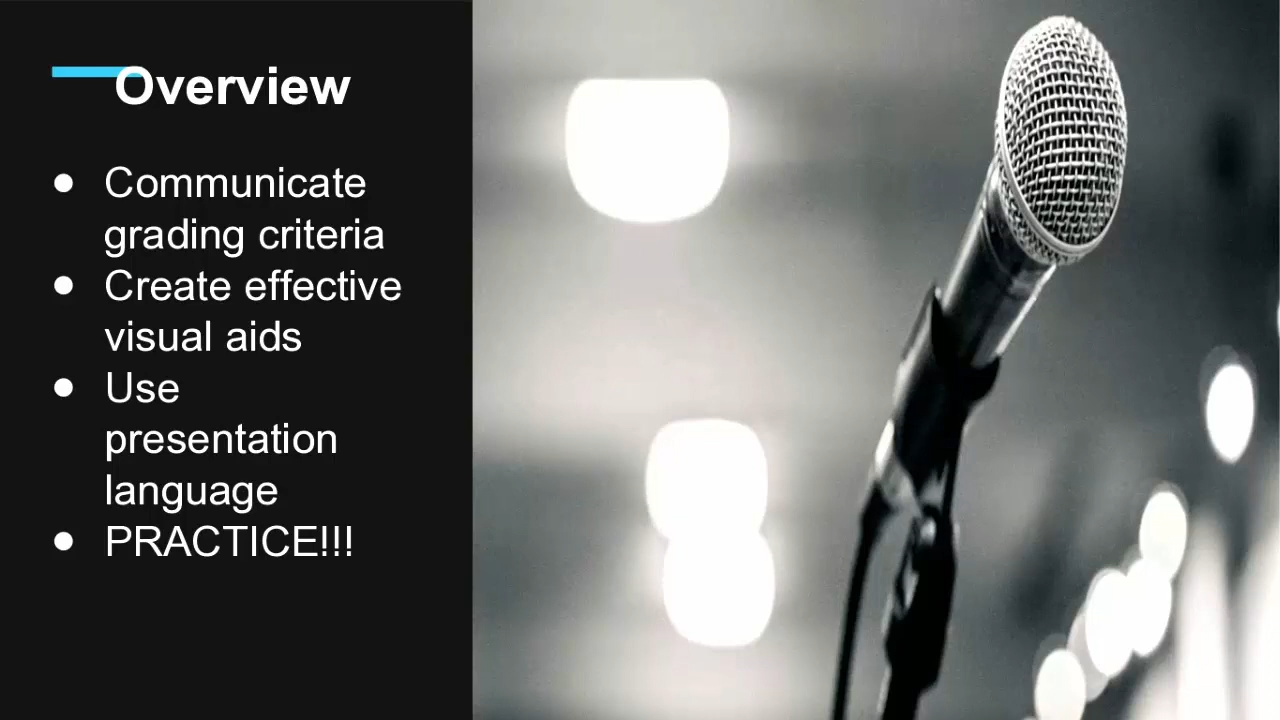 Overview
● Communicate
grading criteria
● Create effective
visual aids
● Use
presentation
language
● PRACTICE!!!